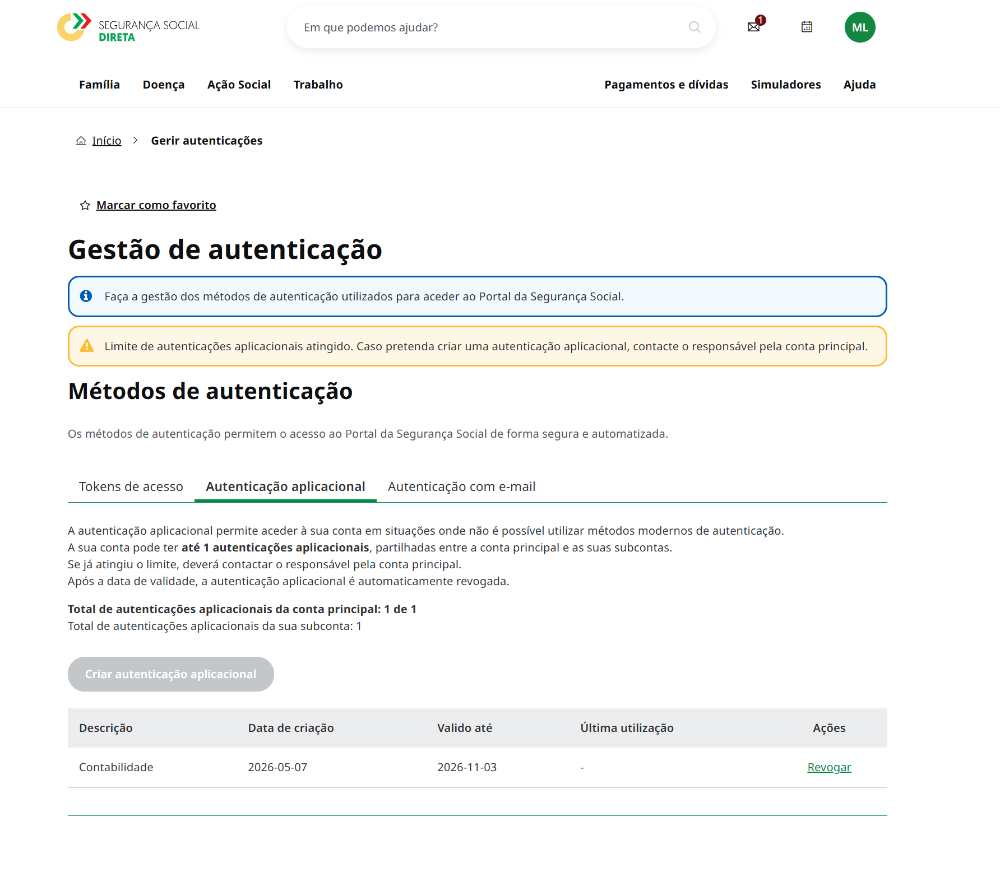 SEGURANÇA SOCIAL
DIRETA
Em que podemos ajudar?
1
ML
Família
Doença
Ação Social
Trabalho
Pagamentos e dívidas
Simuladores
Ajuda
Início
Gerir autenticações
Marcar como favorito
Gestão de autenticação
Faça a gestão dos métodos de autenticação utilizados para aceder ao Portal da Segurança Social.
Limite de autenticações aplicacionais atingido. Caso pretenda criar uma autenticação aplicacional, contacte o responsável pela conta principal.
Métodos de autenticação
Os métodos de autenticação permitem o acesso ao Portal da Segurança Social de forma segura e automatizada.
Tokens de acesso
Autenticação aplicacional
Autenticação com e-mail
A autenticação aplicacional permite aceder à sua conta em situações onde não é possível utilizar métodos modernos de autenticação.
A sua conta pode ter até 1 autenticações aplicacionais, partilhadas entre a conta principal e as suas subcontas.
Se já atingiu o limite, deverá contactar o responsável pela conta principal.
Após a data de validade, a autenticação aplicacional é automaticamente revogada.
Total de autenticações aplicacionais da conta principal: 1 de 1
Total de autenticações aplicacionais da sua subconta: 1
Criar autenticação aplicacional
Descrição Data de criação Valido até Última utilização Ações
Contabilidade 2026-05-07 2026-11-03 - Revogar